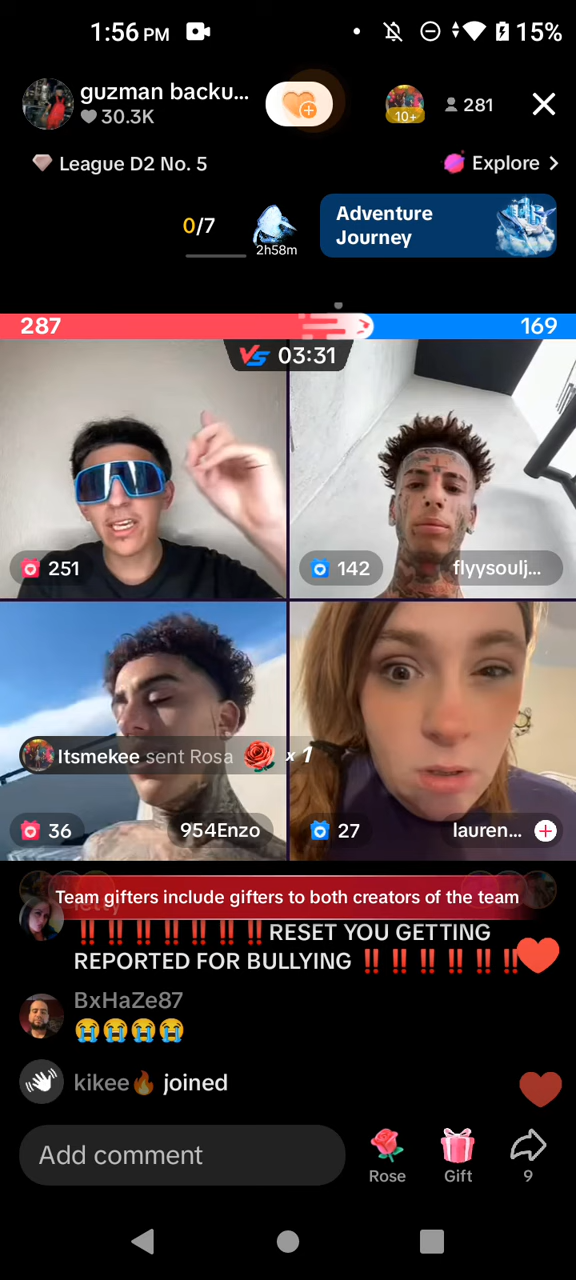 1:56 PM
15%
guzman backu...
30.3K
10+
281
League D2 No. 5
Explore >
0/7
2h58m
Adventure
Journey
287
169
VS 03:31
251
142
flyysoulj...
Itsmekee sent Rosa x 1
36
954Enzo
27
lauren...
Team gifters include gifters to both creators of the team
‼️‼️‼️‼️‼️‼️‼️RESET YOU GETTING
REPORTED FOR BULLYING ‼️‼️‼️‼️‼️‼️
BxHaZe87
😭😭😭😭
kikee🔥 joined
Add comment
Rose
Gift
9